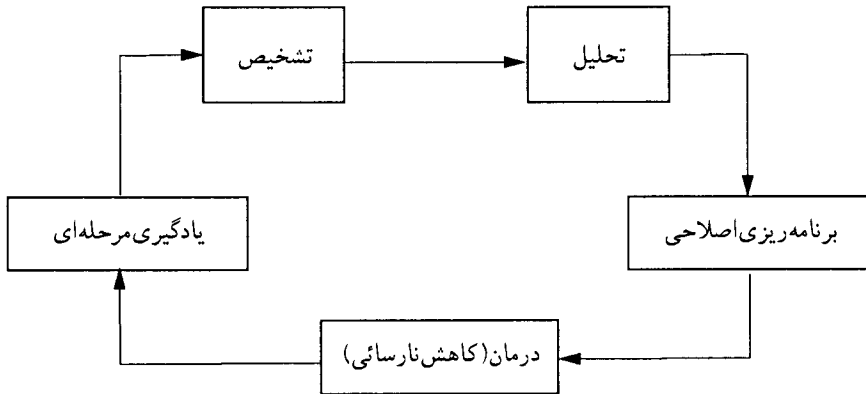 تشخیص
تحلیل
برنامه‌ریزی اصلاحی
درمان (کاهش نارسائی)
یادگیری مرحله‌ای